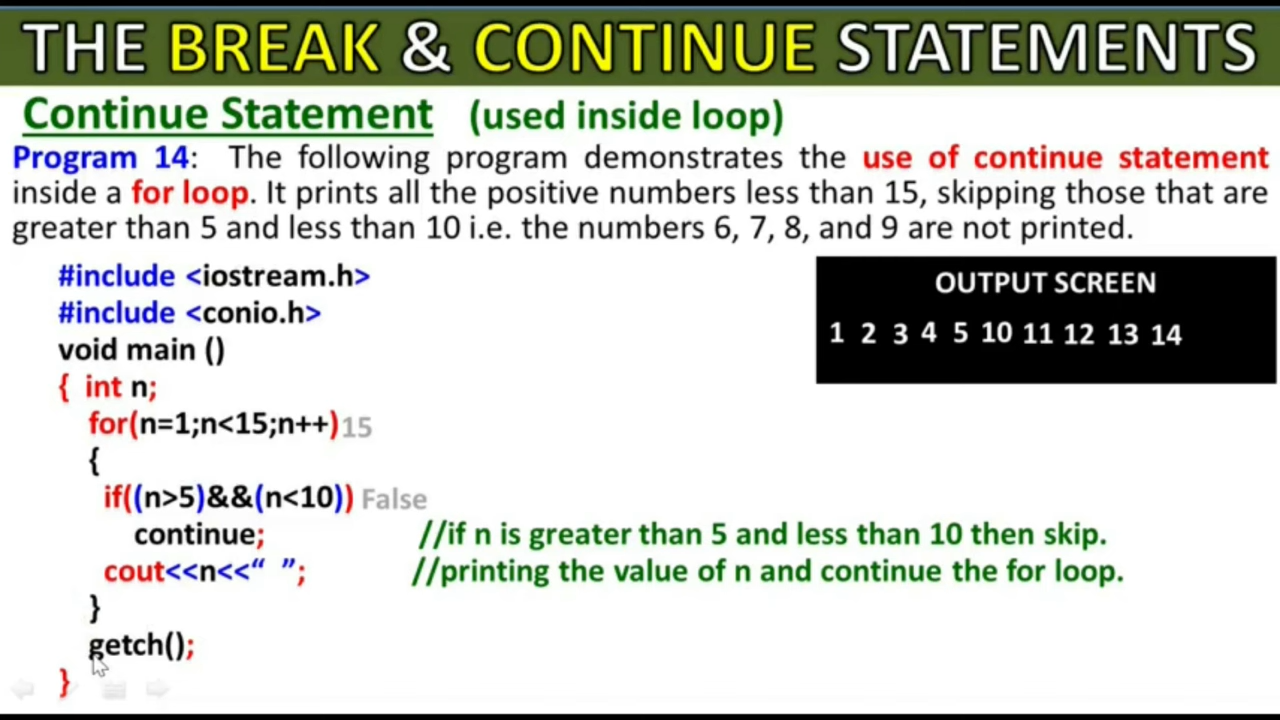 THE BREAK & CONTINUE STATEMENTS
Continue Statement (used inside loop)
Program 14: The following program demonstrates the use of continue statement
inside a for loop. It prints all the positive numbers less than 15, skipping those that are
greater than 5 and less than 10 i.e. the numbers 6, 7, 8, and 9 are not printed.
#include <iostream.h>
#include <conio.h>
void main ()
{ int n;
for(n=1;n<15;n++)15
{
if((n>5)&&(n<10)) False
continue; //if n is greater than 5 and less than 10 then skip.
cout<<n<<“ ”; //printing the value of n and continue the for loop.
}
getch();
}
OUTPUT SCREEN
1 2 3 4 5 10 11 12 13 14